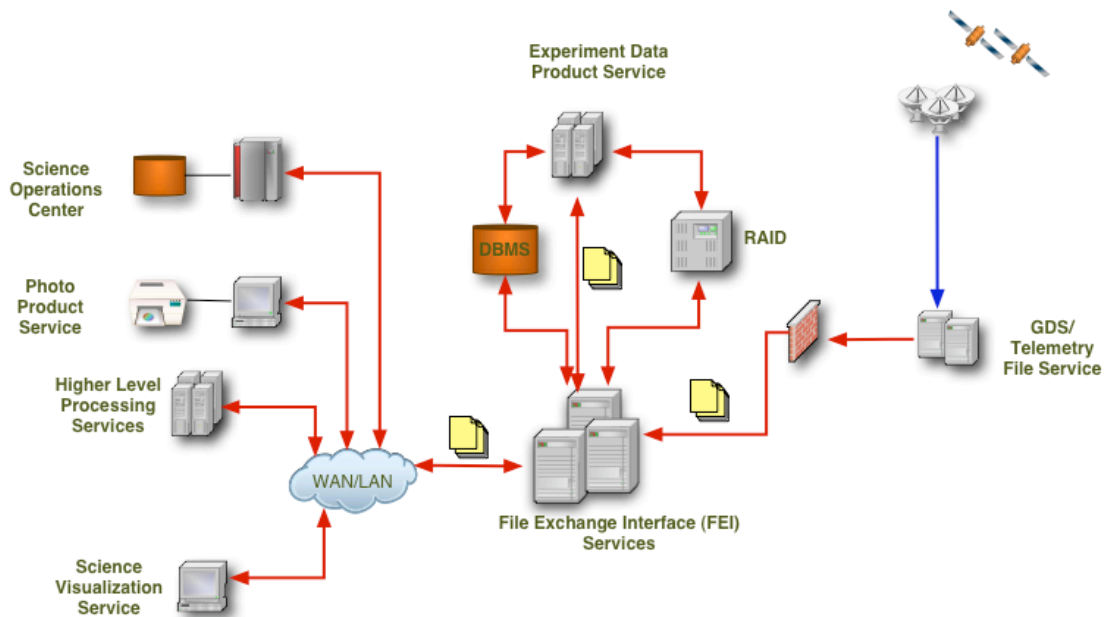 Experiment Data
Product Service
Science
Operations
Center
DBMS
RAID
Photo
Product
Service
GDS/
Telemetry
File Service
Higher Level
Processing
Services
WAN/LAN
File Exchange Interface (FEI)
Services
Science
Visualization
Service